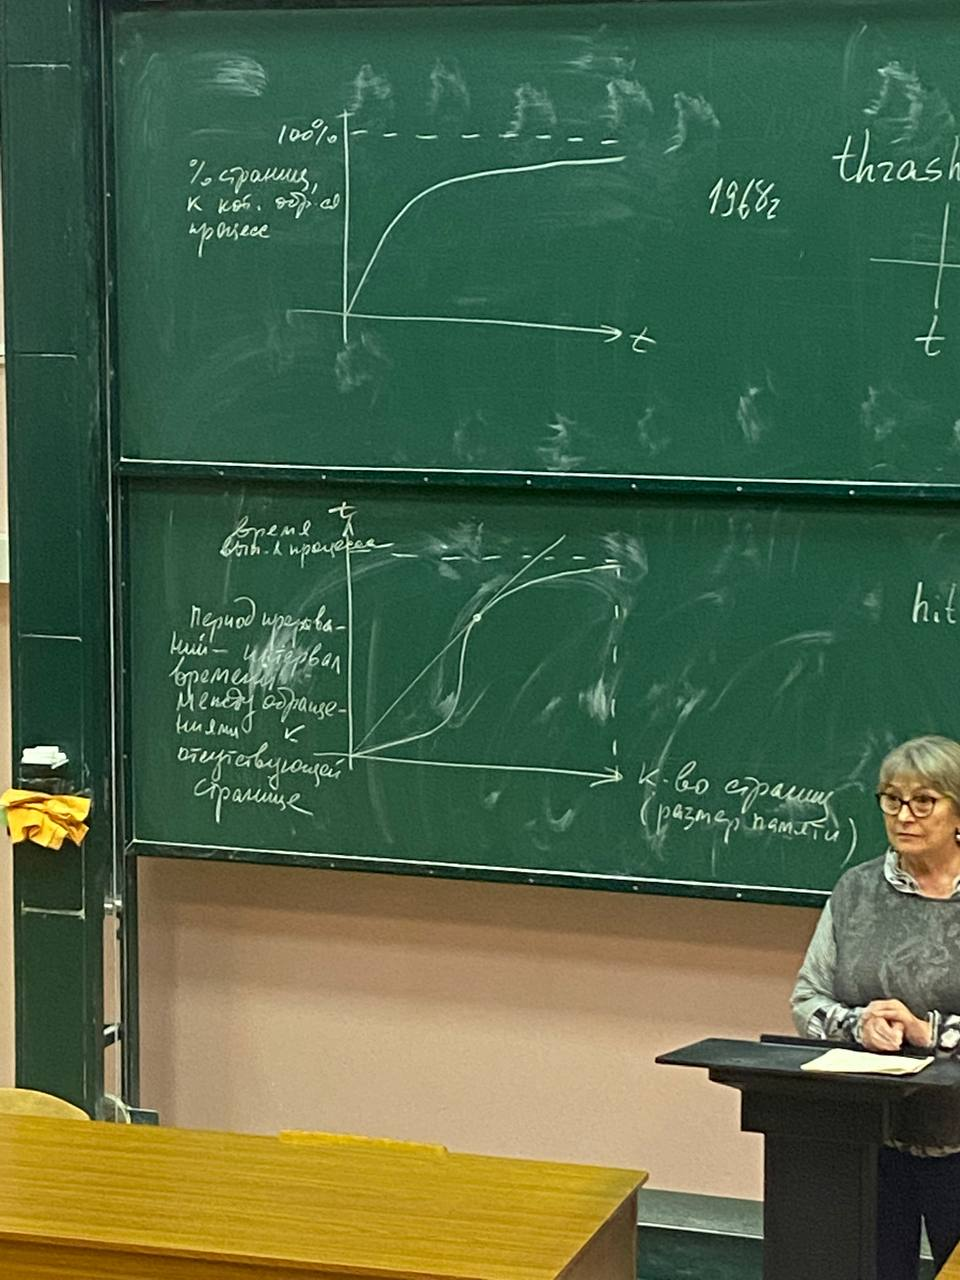 100%
% страниц,
к кот. обр-ся
процесс
t
1968г
thrash
t
t
время
вып-я процесса
Период прерыва-
ний - интервал
времени
между обраще-
ниями к
отсутствующей
странице
к-во страниц
(размер памяти)
hit